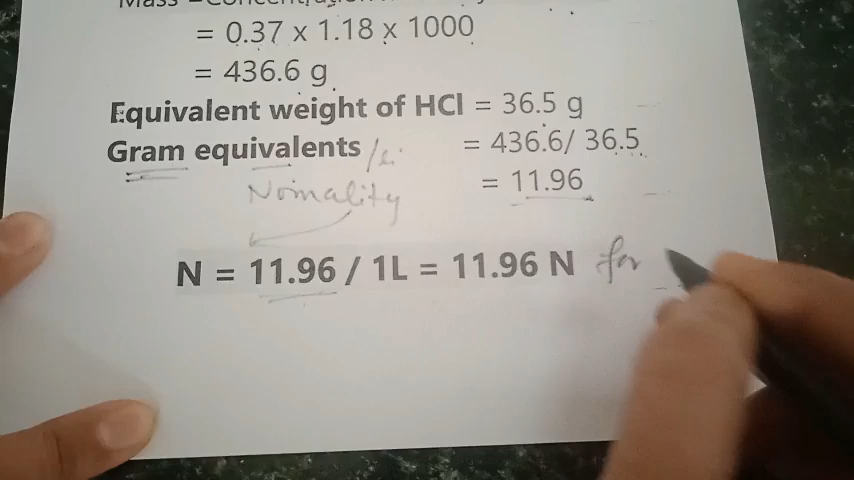 = 0.37 x 1.18 x 1000
= 436.6 g
Equivalent weight of HCl = 36.5 g
Gram equivalents = 436.6/ 36.5
Normality = 11.96
N = 11.96 / 1L = 11.96 N for